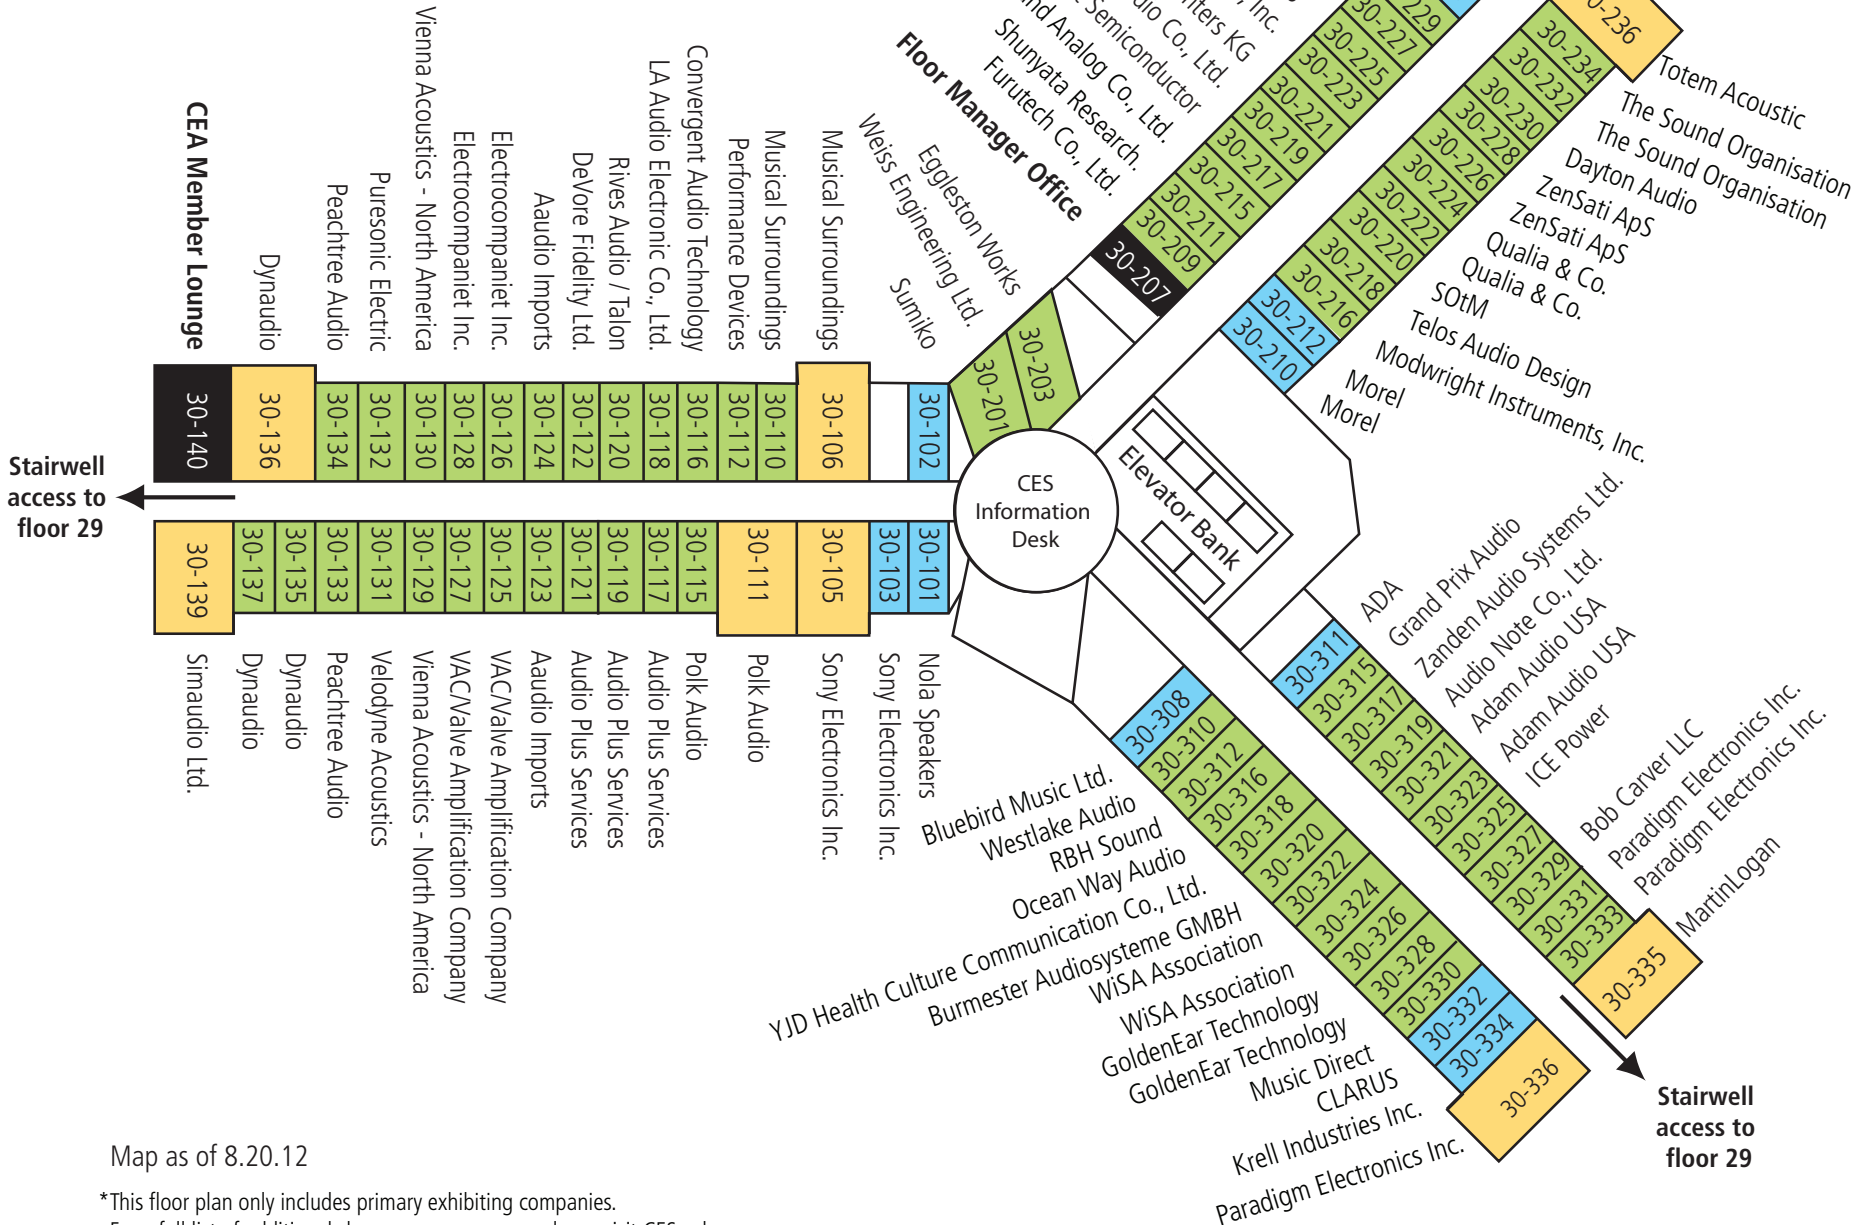 CEA Member Lounge
Dynaudio
Peachtree Audio
Puresonic Electric
Vienna Acoustics - North America
Electrocompaniet Inc.
Electrocompaniet Inc.
Aaudio Imports
DeVore Fidelity Ltd.
Rives Audio / Talon
LA Audio Electronic Co., Ltd.
Convergent Audio Technology
Performance Devices
Musical Surroundings
Musical Surroundings
Sumiko
Weiss Engineering Ltd.
Eggleston Works
30-140
30-136
30-134
30-132
30-130
30-128
30-126
30-124
30-122
30-120
30-118
30-116
30-112
30-110
30-106
30-102
30-201
30-203
Stairwell
access to
floor 29
30-139
30-137
30-135
30-133
30-131
30-129
30-127
30-125
30-123
30-121
30-119
30-117
30-115
30-111
30-105
30-103
30-101
Simaudio Ltd.
Dynaudio
Dynaudio
Peachtree Audio
Velodyne Acoustics
Vienna Acoustics - North America
VAC/Valve Amplification Company
VAC/Valve Amplification Company
Aaudio Imports
Audio Plus Services
Audio Plus Services
Audio Plus Services
Polk Audio
Polk Audio
Sony Electronics Inc.
Sony Electronics Inc.
Nola Speakers
CES
Information
Desk
Elevator Bank
Floor Manager Office
Furutech Co., Ltd.
Shunyata Research.
Analog Co., Ltd.
Semiconductor
Co., Ltd.
KG
Inc.
30-207
30-209
30-211
30-215
30-217
30-219
30-221
30-223
30-225
30-227
229
236
30-234
30-232
30-230
30-228
30-226
30-224
30-222
30-220
30-218
30-216
30-212
30-210
Totem Acoustic
The Sound Organisation
The Sound Organisation
Dayton Audio
ZenSati ApS
ZenSati ApS
Qualia & Co.
Qualia & Co.
SOtM
Telos Audio Design
Modwright Instruments, Inc.
Morel
Morel
ADA
Grand Prix Audio
Zanden Audio Systems Ltd.
Audio Note Co., Ltd.
Adam Audio USA
Adam Audio USA
ICE Power
Bob Carver LLC
Paradigm Electronics Inc.
Paradigm Electronics Inc.
MartinLogan
30-311
30-315
30-317
30-319
30-321
30-323
30-325
30-327
30-329
30-331
30-333
30-335
30-308
30-310
30-312
30-316
30-318
30-320
30-322
30-324
30-326
30-328
30-330
30-332
30-334
30-336
Bluebird Music Ltd.
Westlake Audio
RBH Sound
Ocean Way Audio
YJD Health Culture Communication Co., Ltd.
Burmester Audiosysteme GMBH
WiSA Association
WiSA Association
GoldenEar Technology
GoldenEar Technology
Music Direct
CLARUS
Krell Industries Inc.
Paradigm Electronics Inc.
Stairwell
access to
floor 29
Map as of 8.20.12
*This floor plan only includes primary exhibiting companies.